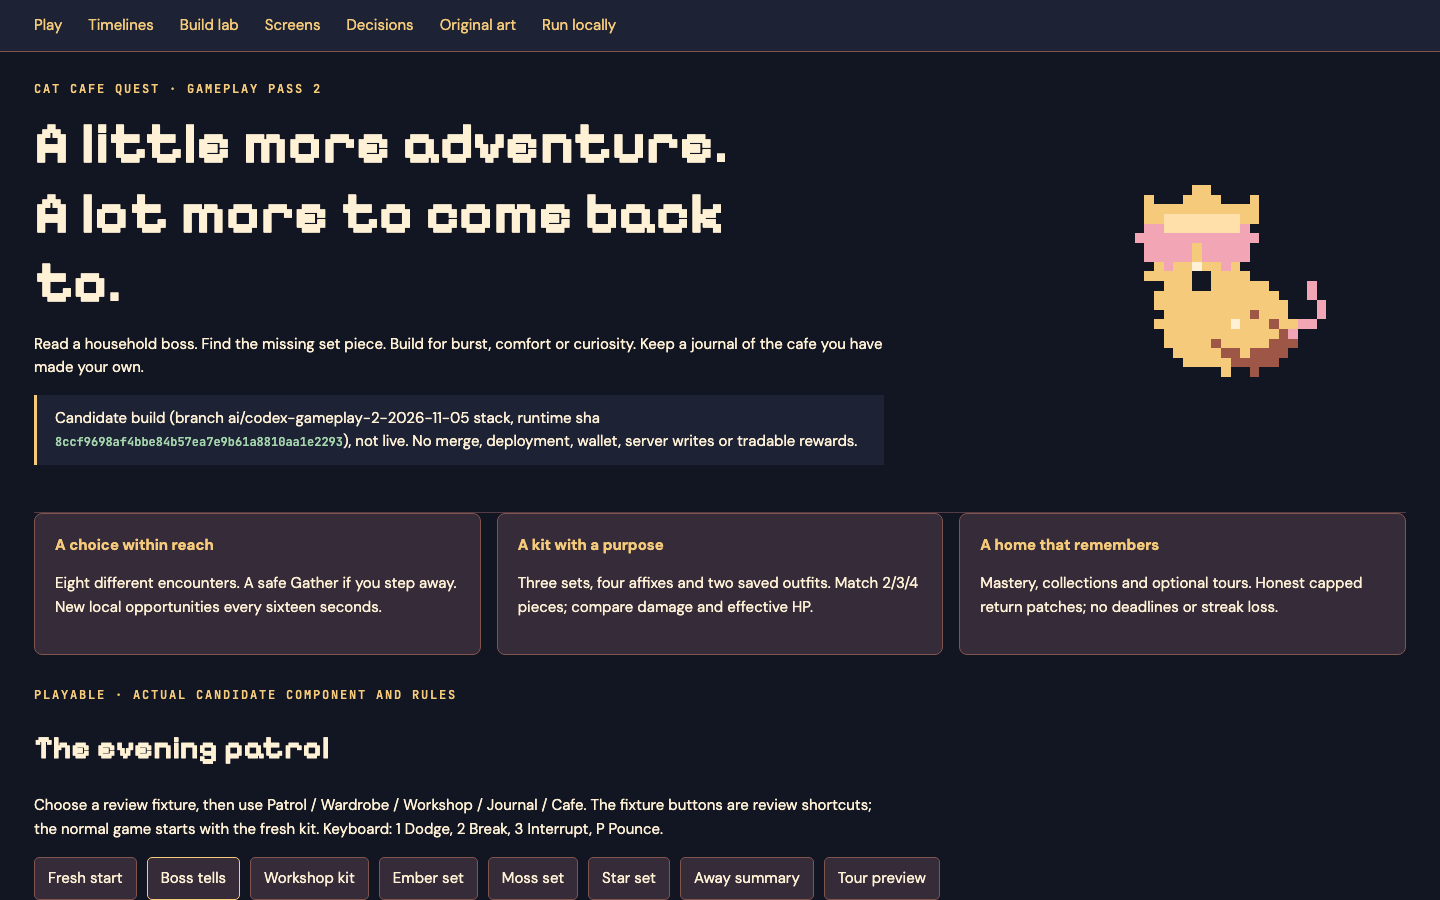 Play Timelines Build lab Screens Decisions Original art Run locally
CAT CAFE QUEST · GAMEPLAY PASS 2
A little more adventure.
A lot more to come back
to.
Read a household boss. Find the missing set piece. Build for burst, comfort or curiosity. Keep a journal of the cafe you have
made your own.
Candidate build (branch ai/codex-gameplay-2-2026-11-05 stack, runtime sha
8ccf9698af4bbe84b57ea7e9b61a8810aa1e2293), not live. No merge, deployment, wallet, server writes or tradable rewards.
A choice within reach
Eight different encounters. A safe Gather if you step away.
New local opportunities every sixteen seconds.
A kit with a purpose
Three sets, four affixes and two saved outfits. Match 2/3/4
pieces; compare damage and effective HP.
A home that remembers
Mastery, collections and optional tours. Honest capped
return patches; no deadlines or streak loss.
PLAYABLE · ACTUAL CANDIDATE COMPONENT AND RULES
The evening patrol
Choose a review fixture, then use Patrol / Wardrobe / Workshop / Journal / Cafe. The fixture buttons are review shortcuts;
the normal game starts with the fresh kit. Keyboard: 1 Dodge, 2 Break, 3 Interrupt, P Pounce.
Fresh start Boss tells Workshop kit Ember set Moss set Star set Away summary Tour preview